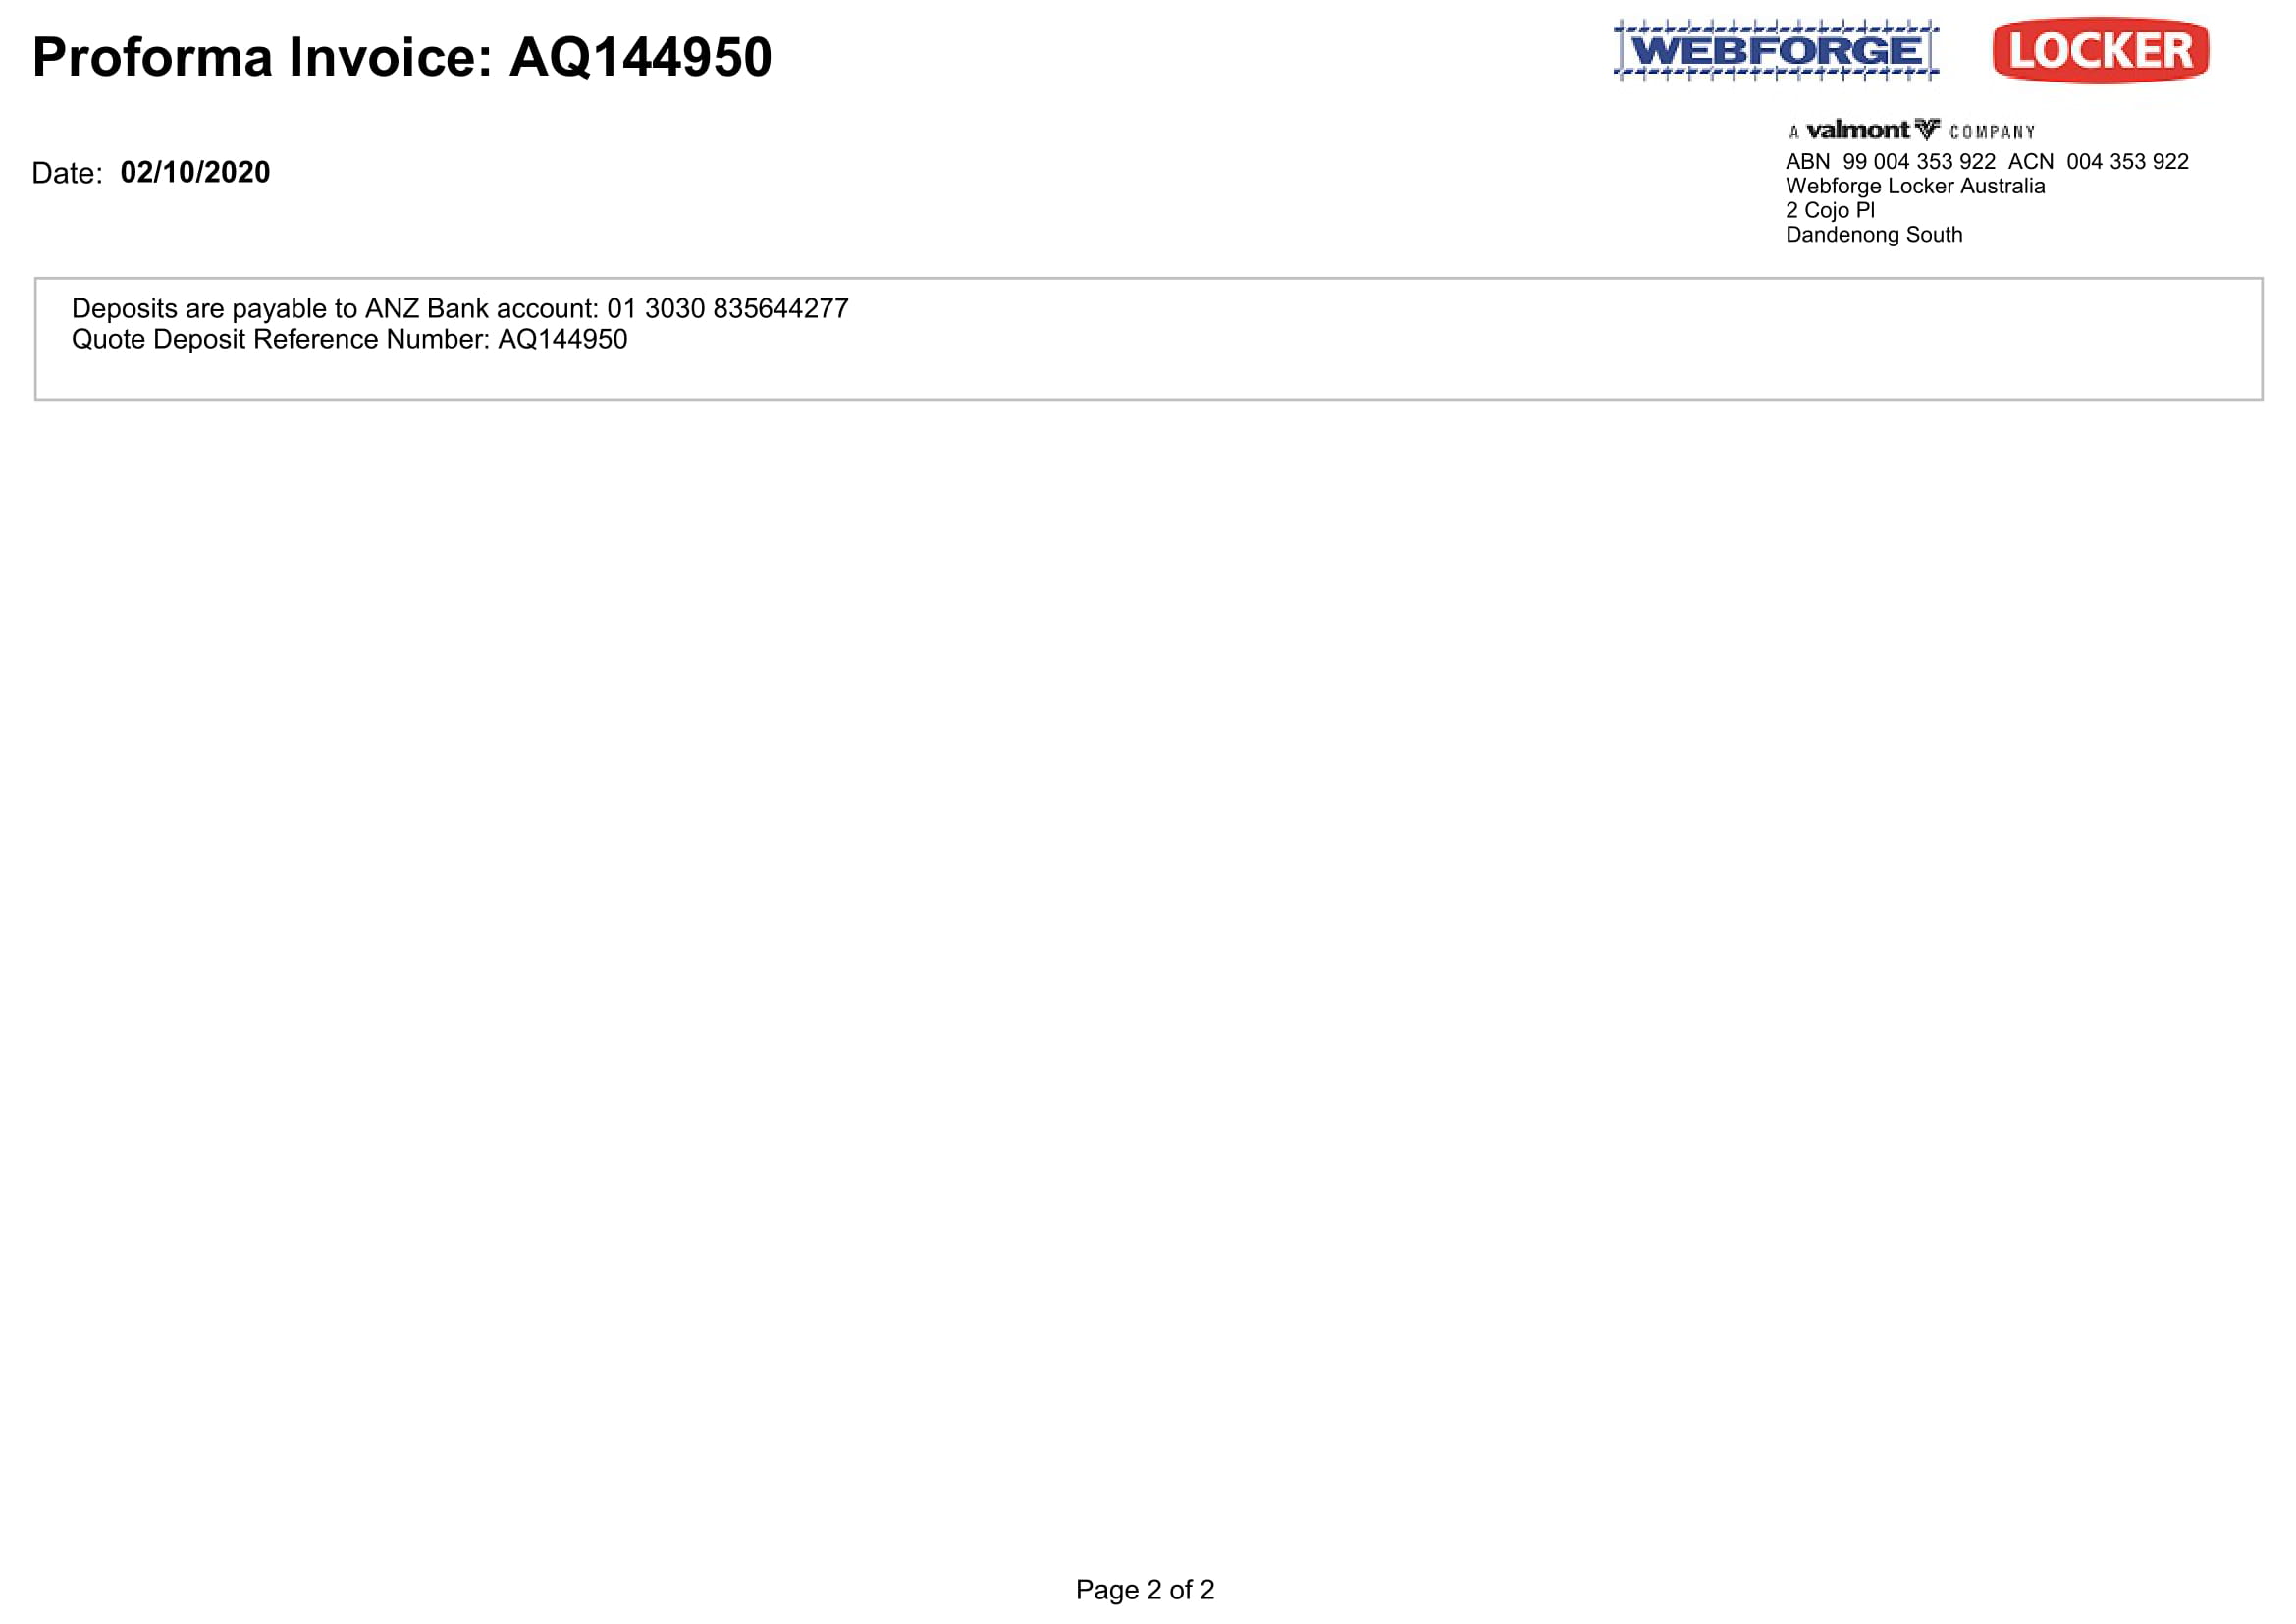 Proforma Invoice: AQ144950
WEBFORGE
LOCKER
A valmont COMPANY
Date: 02/10/2020
ABN 99 004 353 922 ACN 004 353 922
Webforge Locker Australia
2 Cojo Pl
Dandenong South
Deposits are payable to ANZ Bank account: 01 3030 835644277
Quote Deposit Reference Number: AQ144950
Page 2 of 2